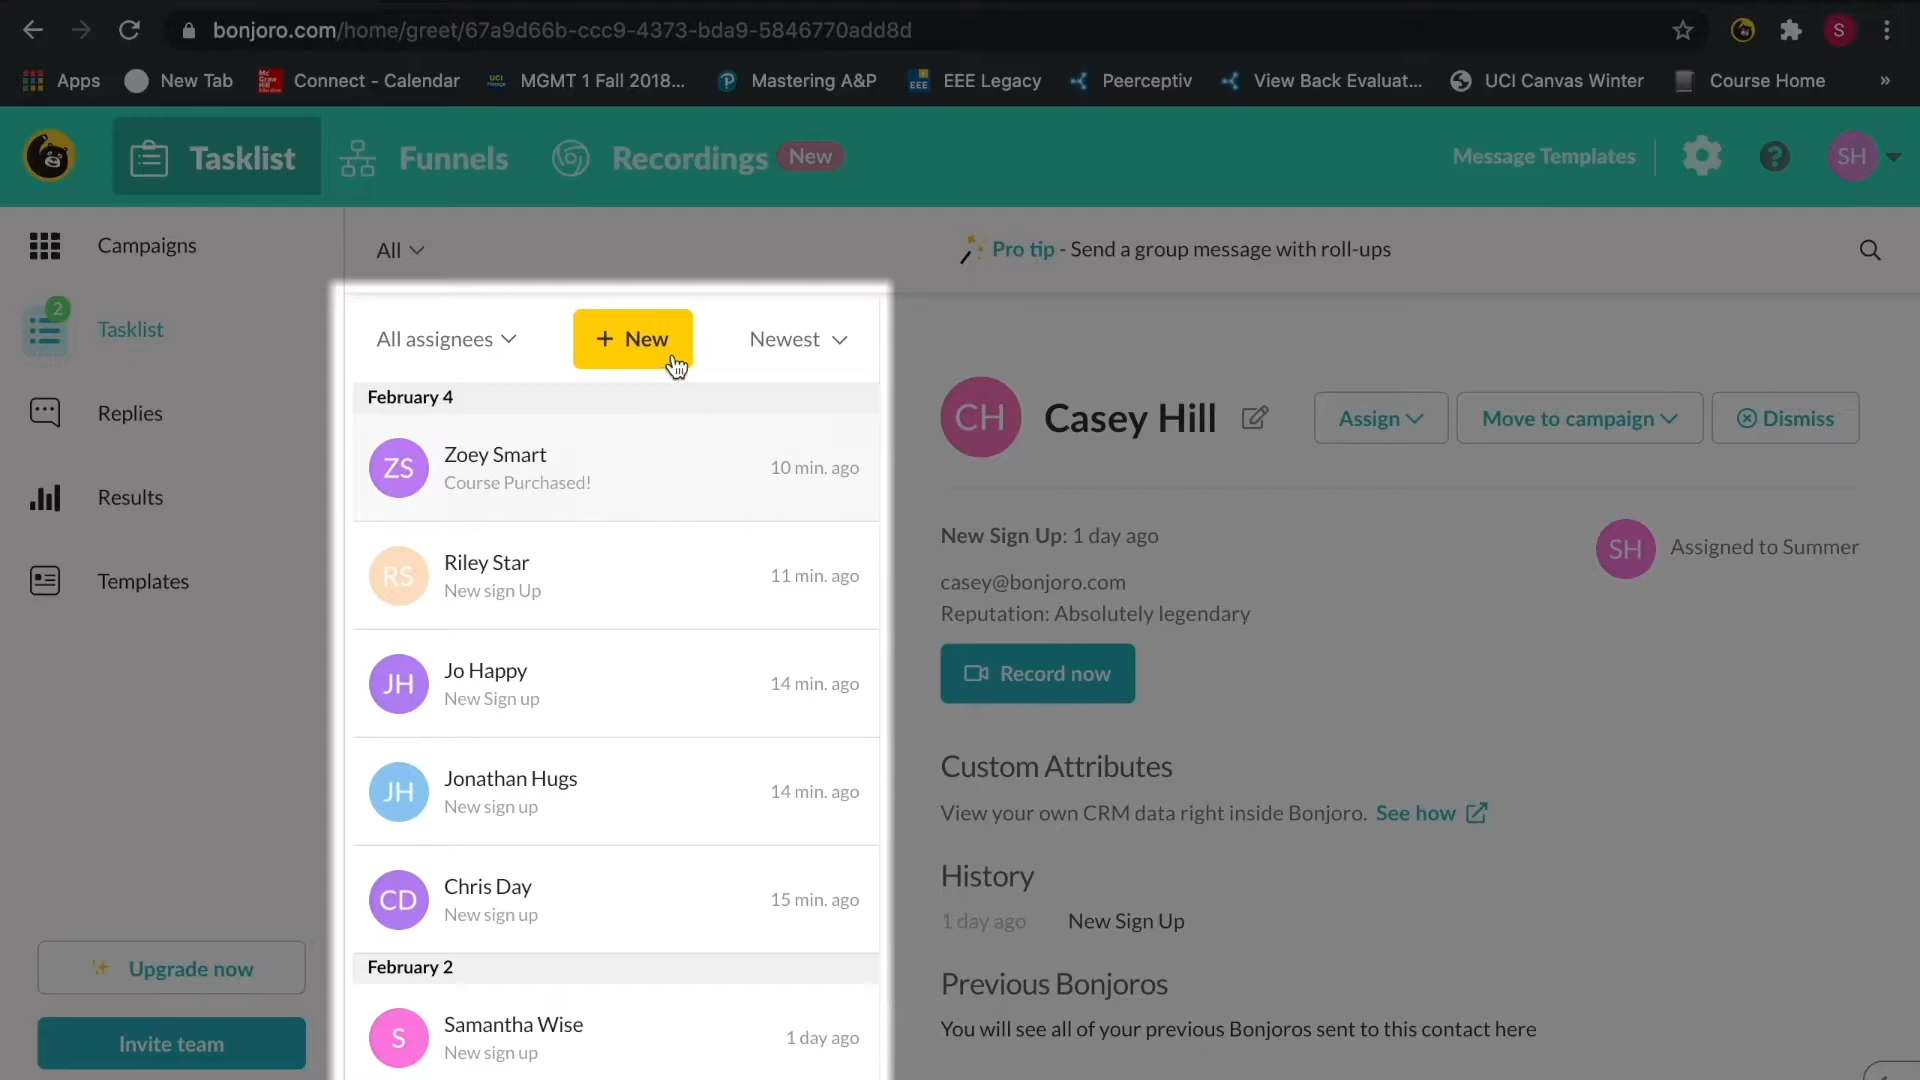 bonjoro.com/home/greet/67a9d66b-ccc9-4373-bda9-5846770add8d
S
Apps
New Tab
Connect - Calendar
MGMT 1 Fall 2018...
Mastering A&P
EEE Legacy
Peerceptiv
View Back Evaluat...
UCI Canvas Winter
Course Home
»
Tasklist
Funnels
Recordings New
Message Templates
SH
Campaigns
2
Tasklist
Replies
Results
Templates
Upgrade now
Invite team
All
Pro tip - Send a group message with roll-ups
All assignees
+ New
Newest
February 4
ZS
Zoey Smart
Course Purchased!
10 min. ago
RS
Riley Star
New sign Up
11 min. ago
JH
Jo Happy
New Sign up
14 min. ago
JH
Jonathan Hugs
New sign up
14 min. ago
CD
Chris Day
New sign up
15 min. ago
February 2
S
Samantha Wise
New sign up
1 day ago
CH
Casey Hill
Assign
Move to campaign
Dismiss
New Sign Up: 1 day ago
casey@bonjoro.com
Reputation: Absolutely legendary
SH
Assigned to Summer
Record now
Custom Attributes
View your own CRM data right inside Bonjoro. See how
History
1 day ago New Sign Up
Previous Bonjoros
You will see all of your previous Bonjoros sent to this contact here